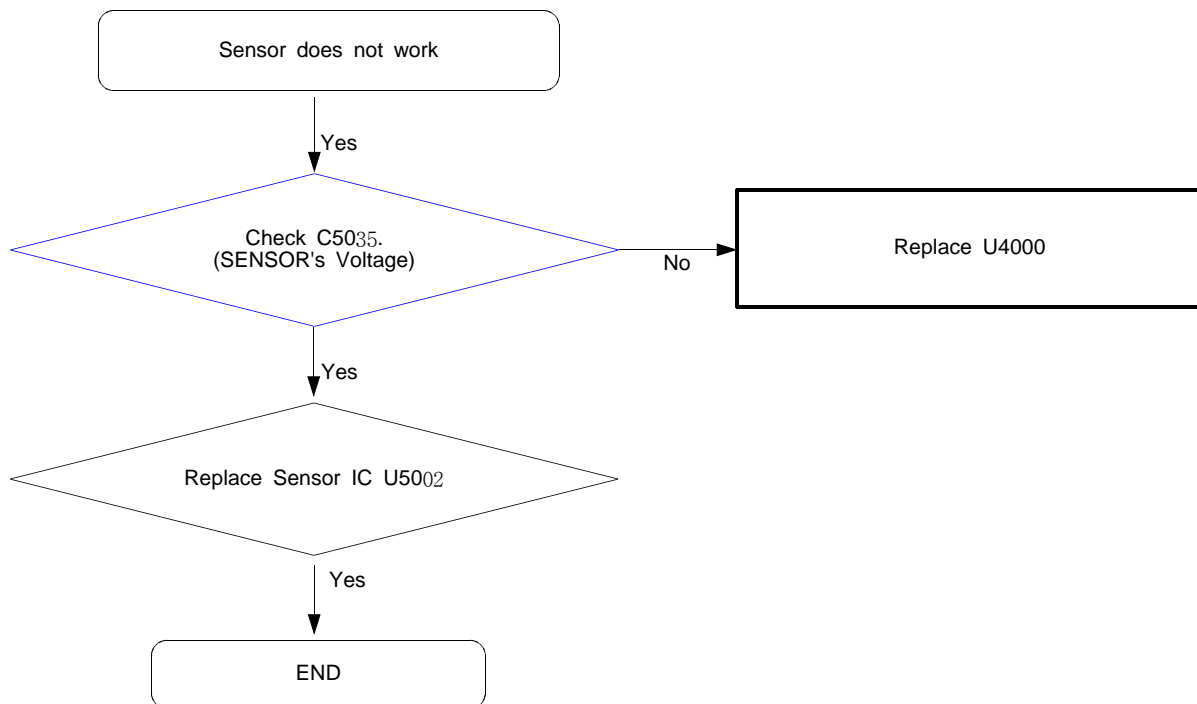 Sensor does not work
Yes
Check C5035.
(SENSOR's Voltage)
No
Replace U4000
Yes
Replace Sensor IC U5002
Yes
END